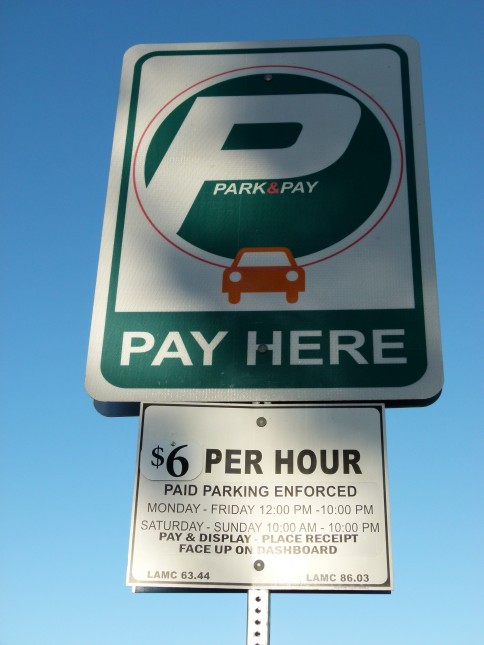 P
PARK&PAY
PAY HERE
$6 PER HOUR
PAID PARKING ENFORCED
MONDAY - FRIDAY 12:00 PM -10:00 PM
SATURDAY - SUNDAY 10:00 AM - 10:00 PM
PAY & DISPLAY - PLACE RECEIPT
FACE UP ON DASHBOARD
LAMC 63.44 LAMC 86.03